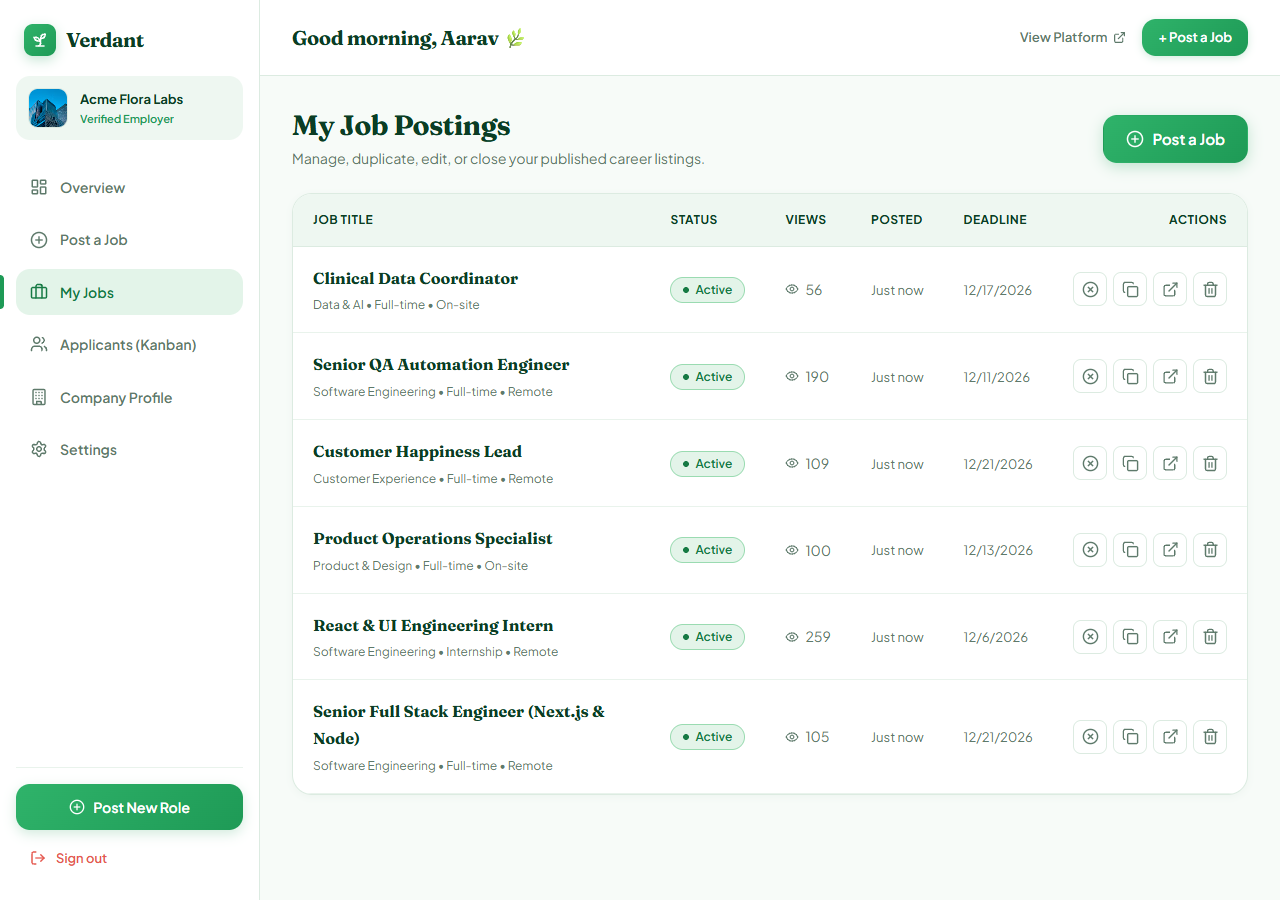 Verdant
Acme Flora Labs
Verified Employer
Overview
Post a Job
My Jobs
Applicants (Kanban)
Company Profile
Settings
Post New Role
Sign out
Good morning, Aarav 🌿
View Platform
+ Post a Job
My Job Postings
Manage, duplicate, edit, or close your published career listings.
Post a Job
JOB TITLE STATUS VIEWS POSTED DEADLINE ACTIONS
Clinical Data Coordinator
Data & AI • Full-time • On-site
Active 56 Just now 12/17/2026
Senior QA Automation Engineer
Software Engineering • Full-time • Remote
Active 190 Just now 12/11/2026
Customer Happiness Lead
Customer Experience • Full-time • Remote
Active 109 Just now 12/21/2026
Product Operations Specialist
Product & Design • Full-time • On-site
Active 100 Just now 12/13/2026
React & UI Engineering Intern
Software Engineering • Internship • Remote
Active 259 Just now 12/6/2026
Senior Full Stack Engineer (Next.js &
Node)
Software Engineering • Full-time • Remote
Active 105 Just now 12/21/2026